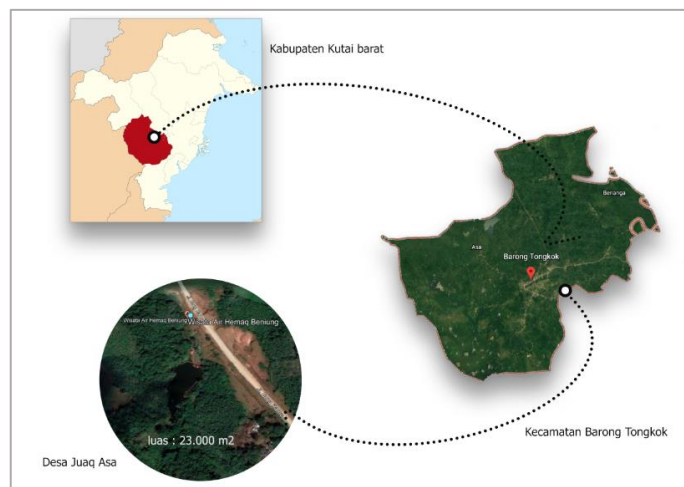 Kabupaten Kutai barat
Benanga
Asa
Barong Tongkok
Wisata Air Hemaq Beniung
Wisata Air Hemaq Beniung
luas : 23.000 m2
Desa Juaq Asa
Kecamatan Barong Tongkok